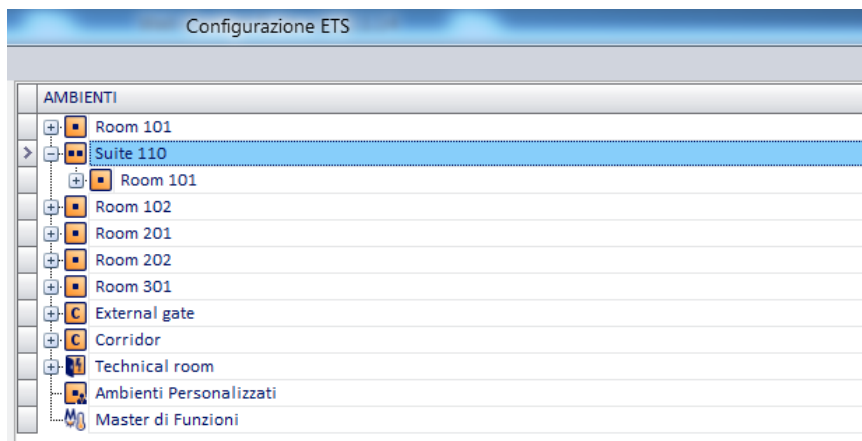 Configurazione ETS
AMBIENTI
Room 101
Suite 110
Room 101
Room 102
Room 201
Room 202
Room 301
C External gate
C Corridor
Technical room
Ambienti Personalizzati
M Master di Funzioni